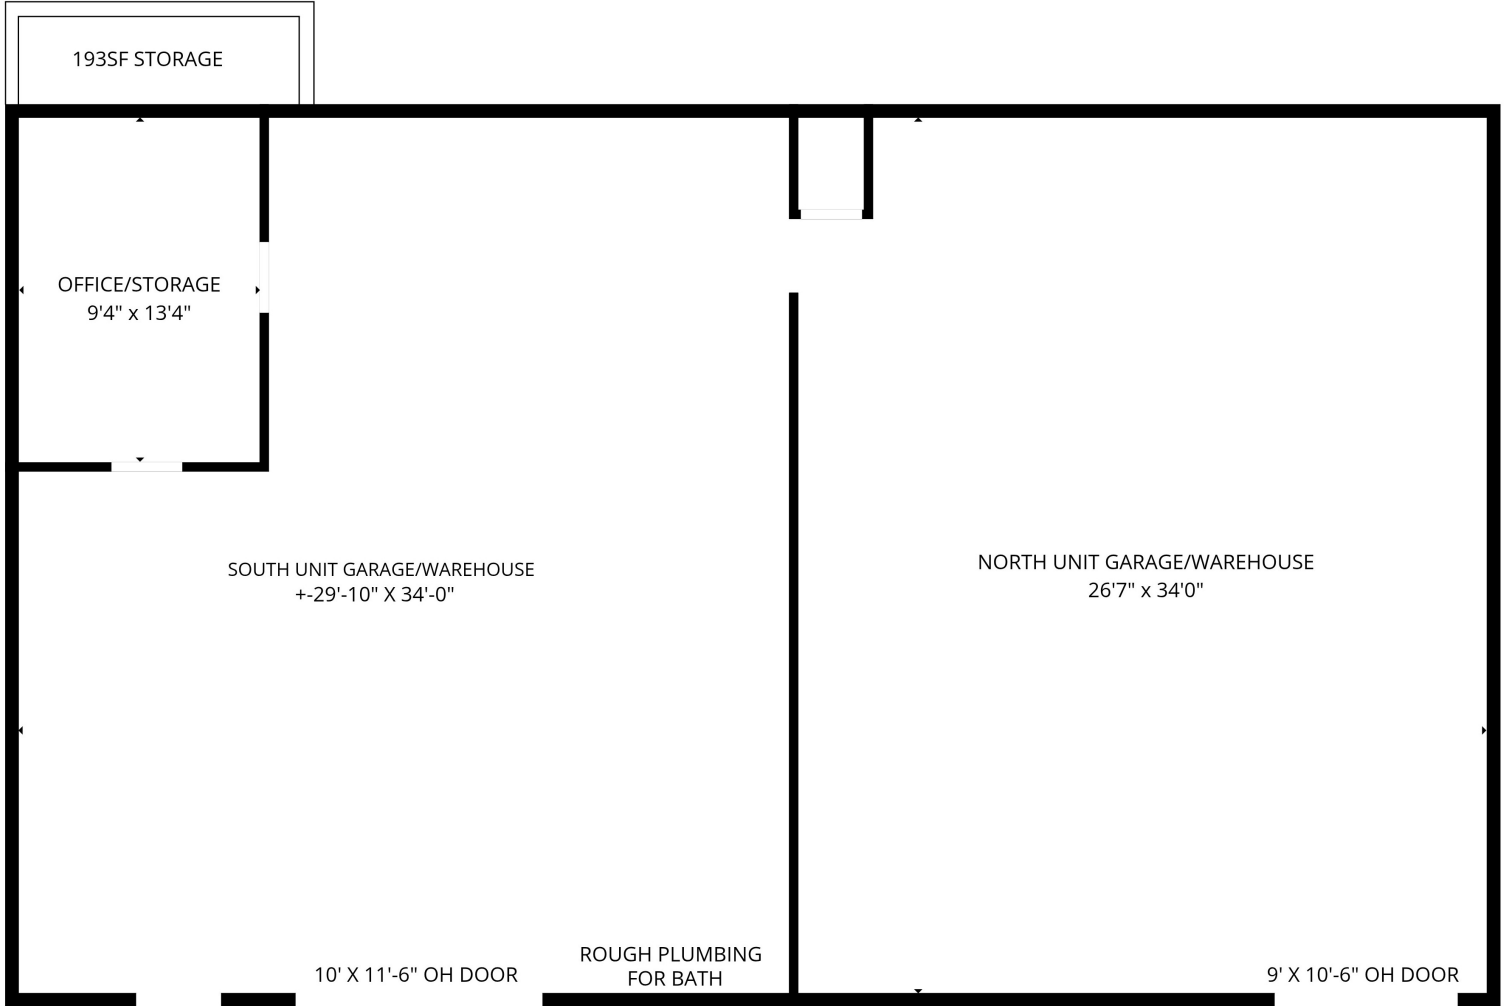 193SF STORAGE
OFFICE/STORAGE
9'4" x 13'4"
SOUTH UNIT GARAGE/WAREHOUSE
+-29'-10" X 34'-0"
NORTH UNIT GARAGE/WAREHOUSE
26'7" x 34'0"
ROUGH PLUMBING
FOR BATH
10' X 11'-6" OH DOOR
9' X 10'-6" OH DOOR